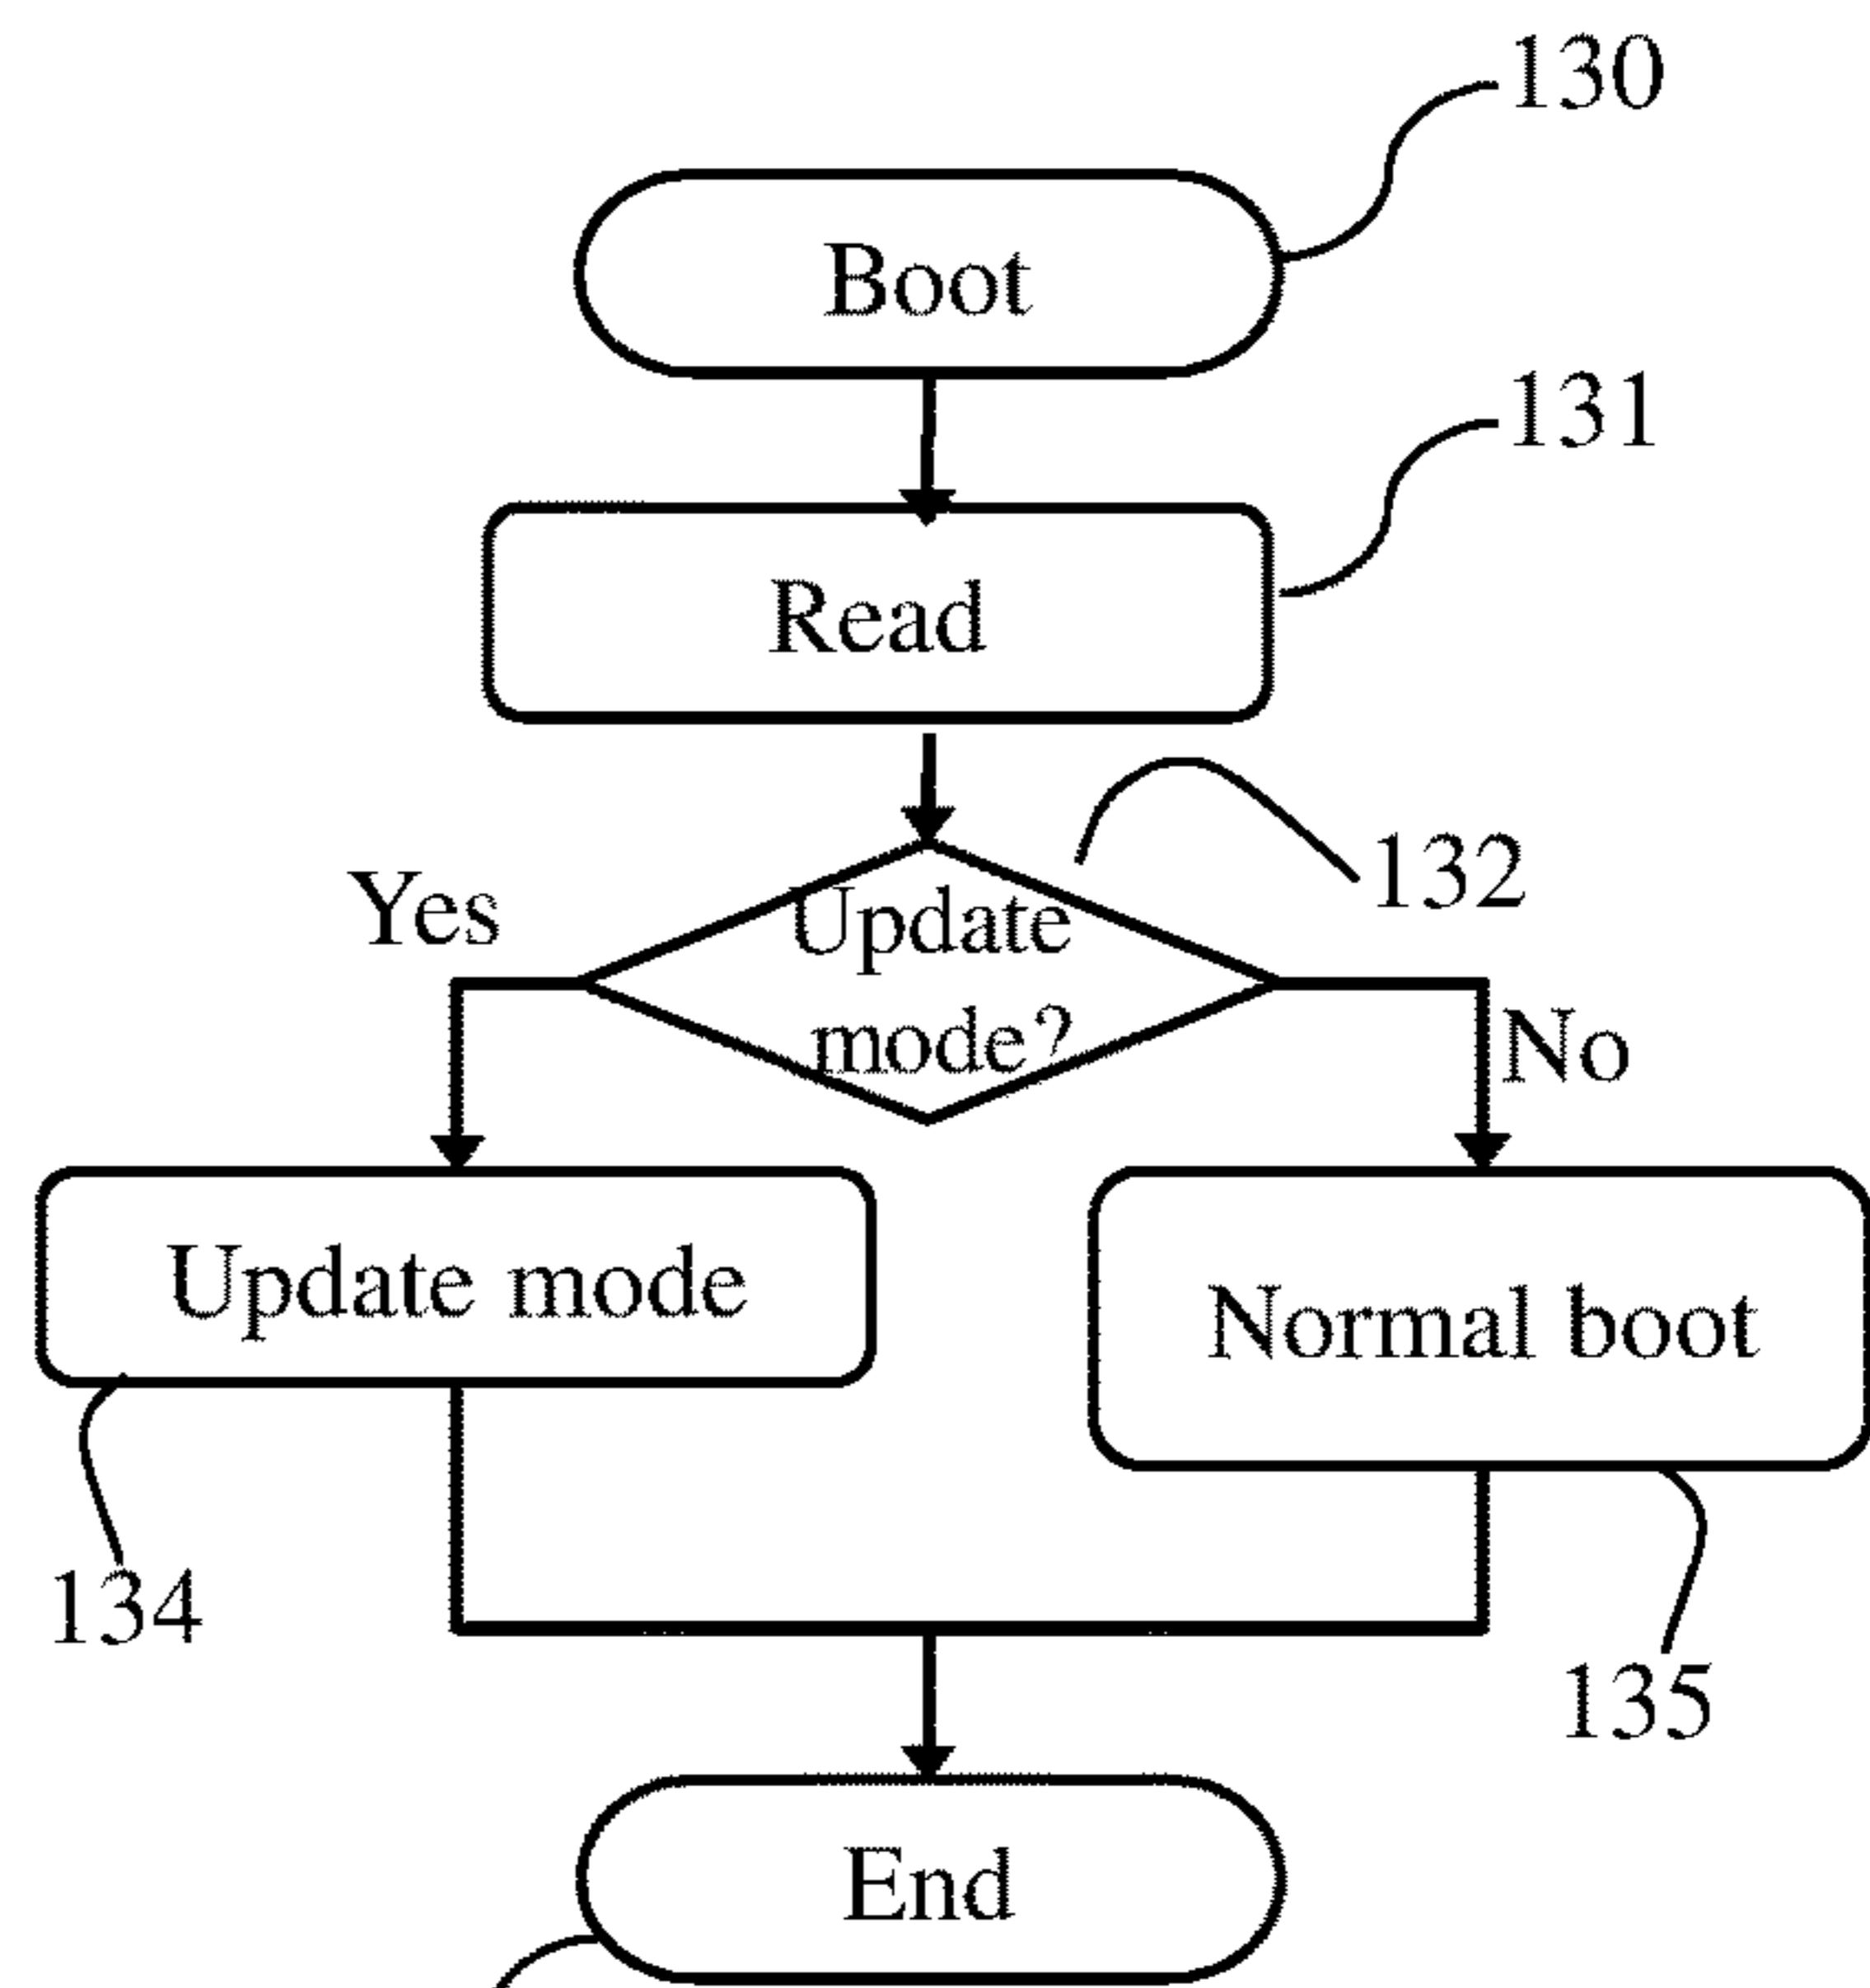 130
Boot
131
Read
132
Yes
Update
mode?
No
Update mode
Normal boot
134
135
End